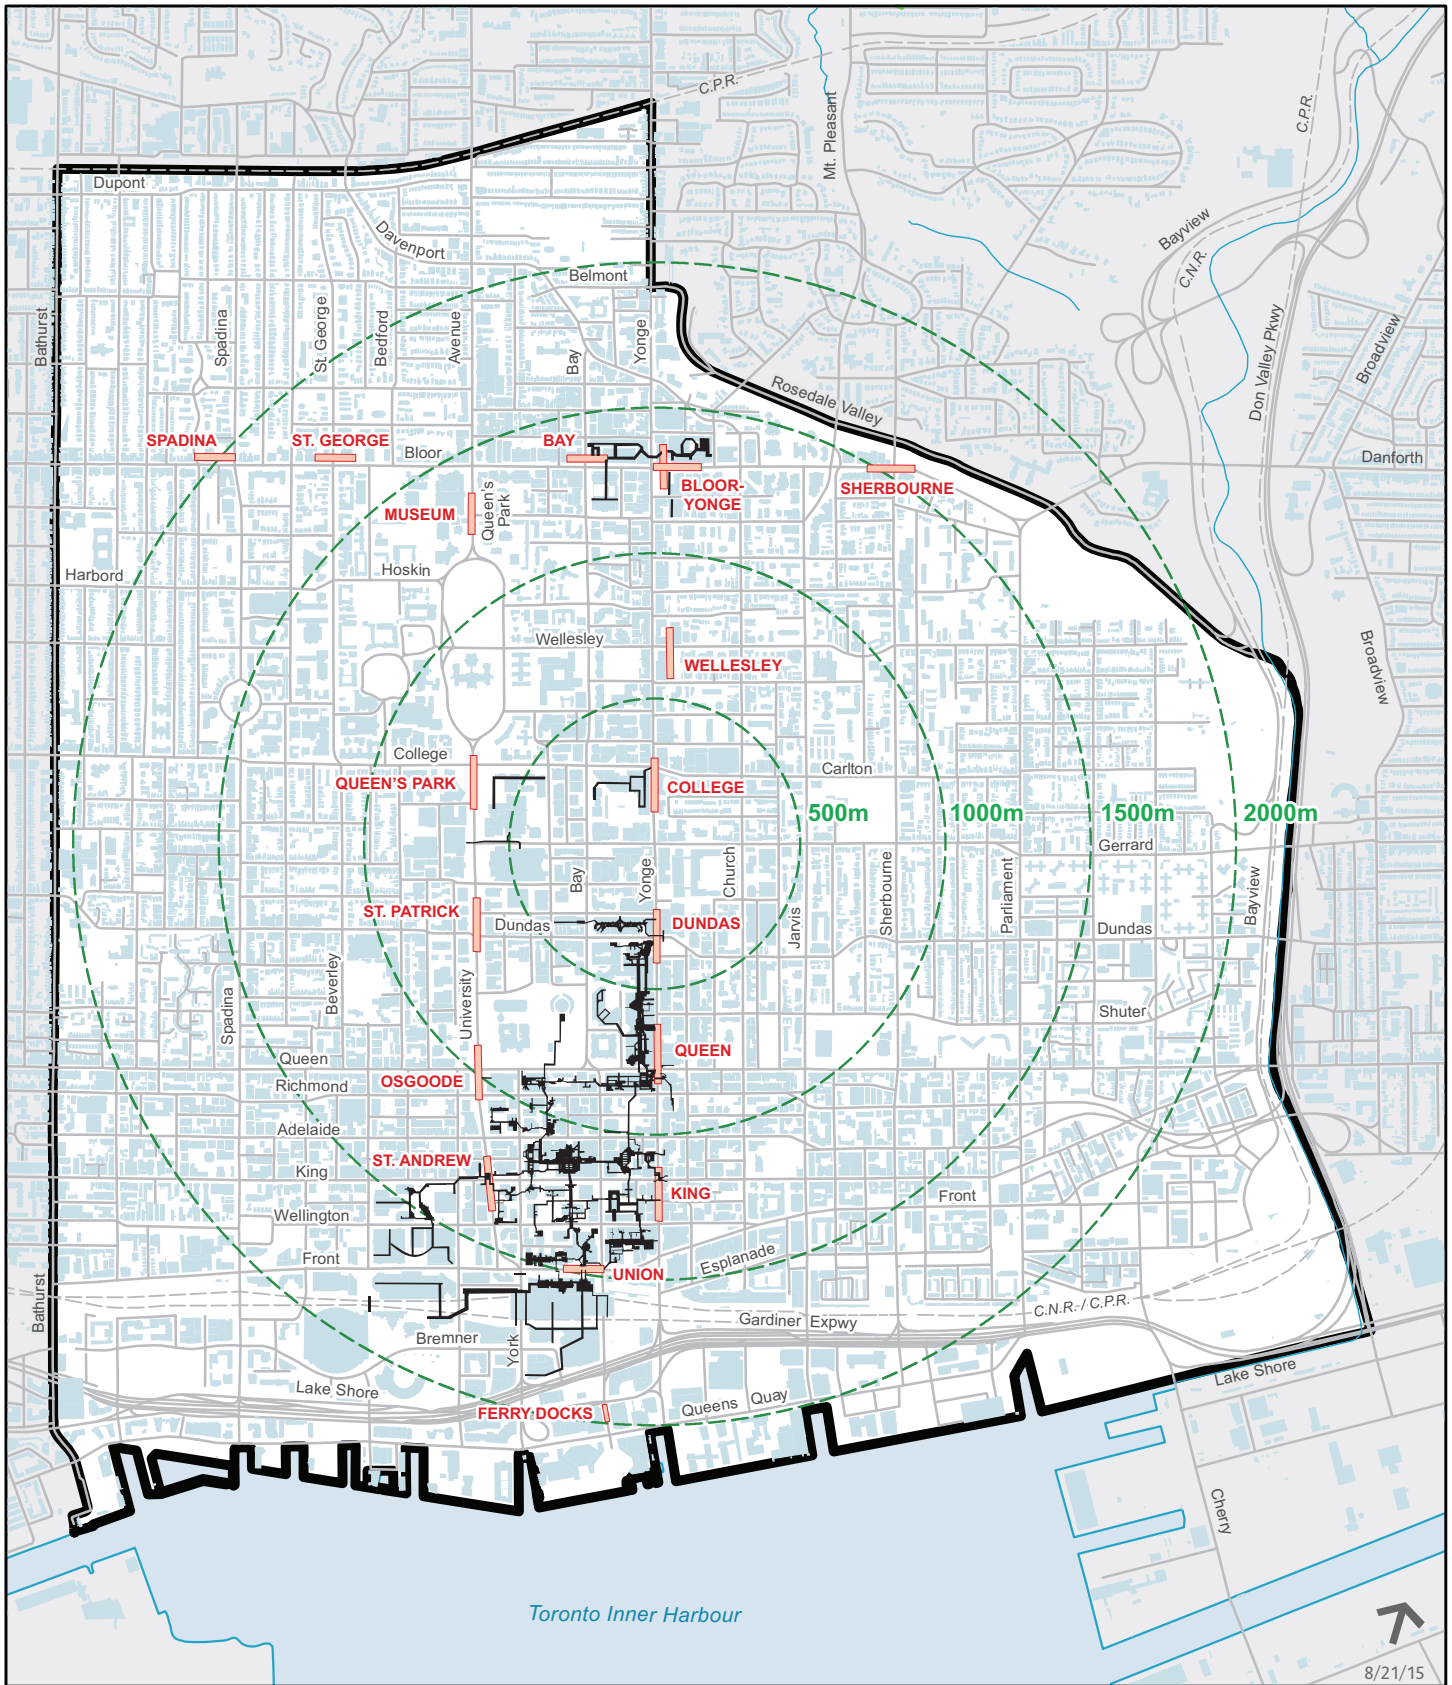 C.P.R.
Mt. Pleasant
C.P.R.
Dupont
Davenport
Bayview
C.N.R.
Belmont
Bathurst
Spadina
St. George
Bedford
Avenue
Bay
Yonge
Don Valley Pkwy
Broadview
Rosedale Valley
SPADINA
ST. GEORGE
Bloor
BAY
Danforth
BLOOR-
YONGE
SHERBOURNE
MUSEUM
Queen's
Park
Harbord
Hoskin
Wellesley
WELLESLEY
Broadview
College
QUEEN'S PARK
COLLEGE
Carlton
500m
1000m
1500m
2000m
Gerrard
Bay
Yonge
Church
Sherbourne
Parliament
Bayview
ST. PATRICK
Dundas
DUNDAS
Jarvis
Dundas
Beverley
University
Spadina
Shuter
Queen
QUEEN
Richmond
OSGOODE
Adelaide
ST. ANDREW
King
KING
Front
Wellington
Front
Esplanade
UNION
Bathurst
C.N.R. / C.P.R.
Gardiner Expwy
Bremner
York
Lake Shore
Lake Shore
Queens Quay
FERRY DOCKS
Cherry
Toronto Inner Harbour
8/21/15